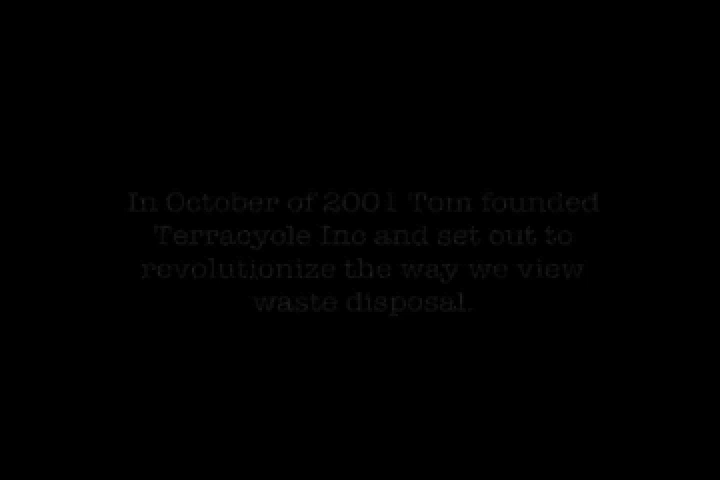 In October of 2001 Tom founded
Terracycle Inc and set out to
revolutionize the way we view
waste disposal.